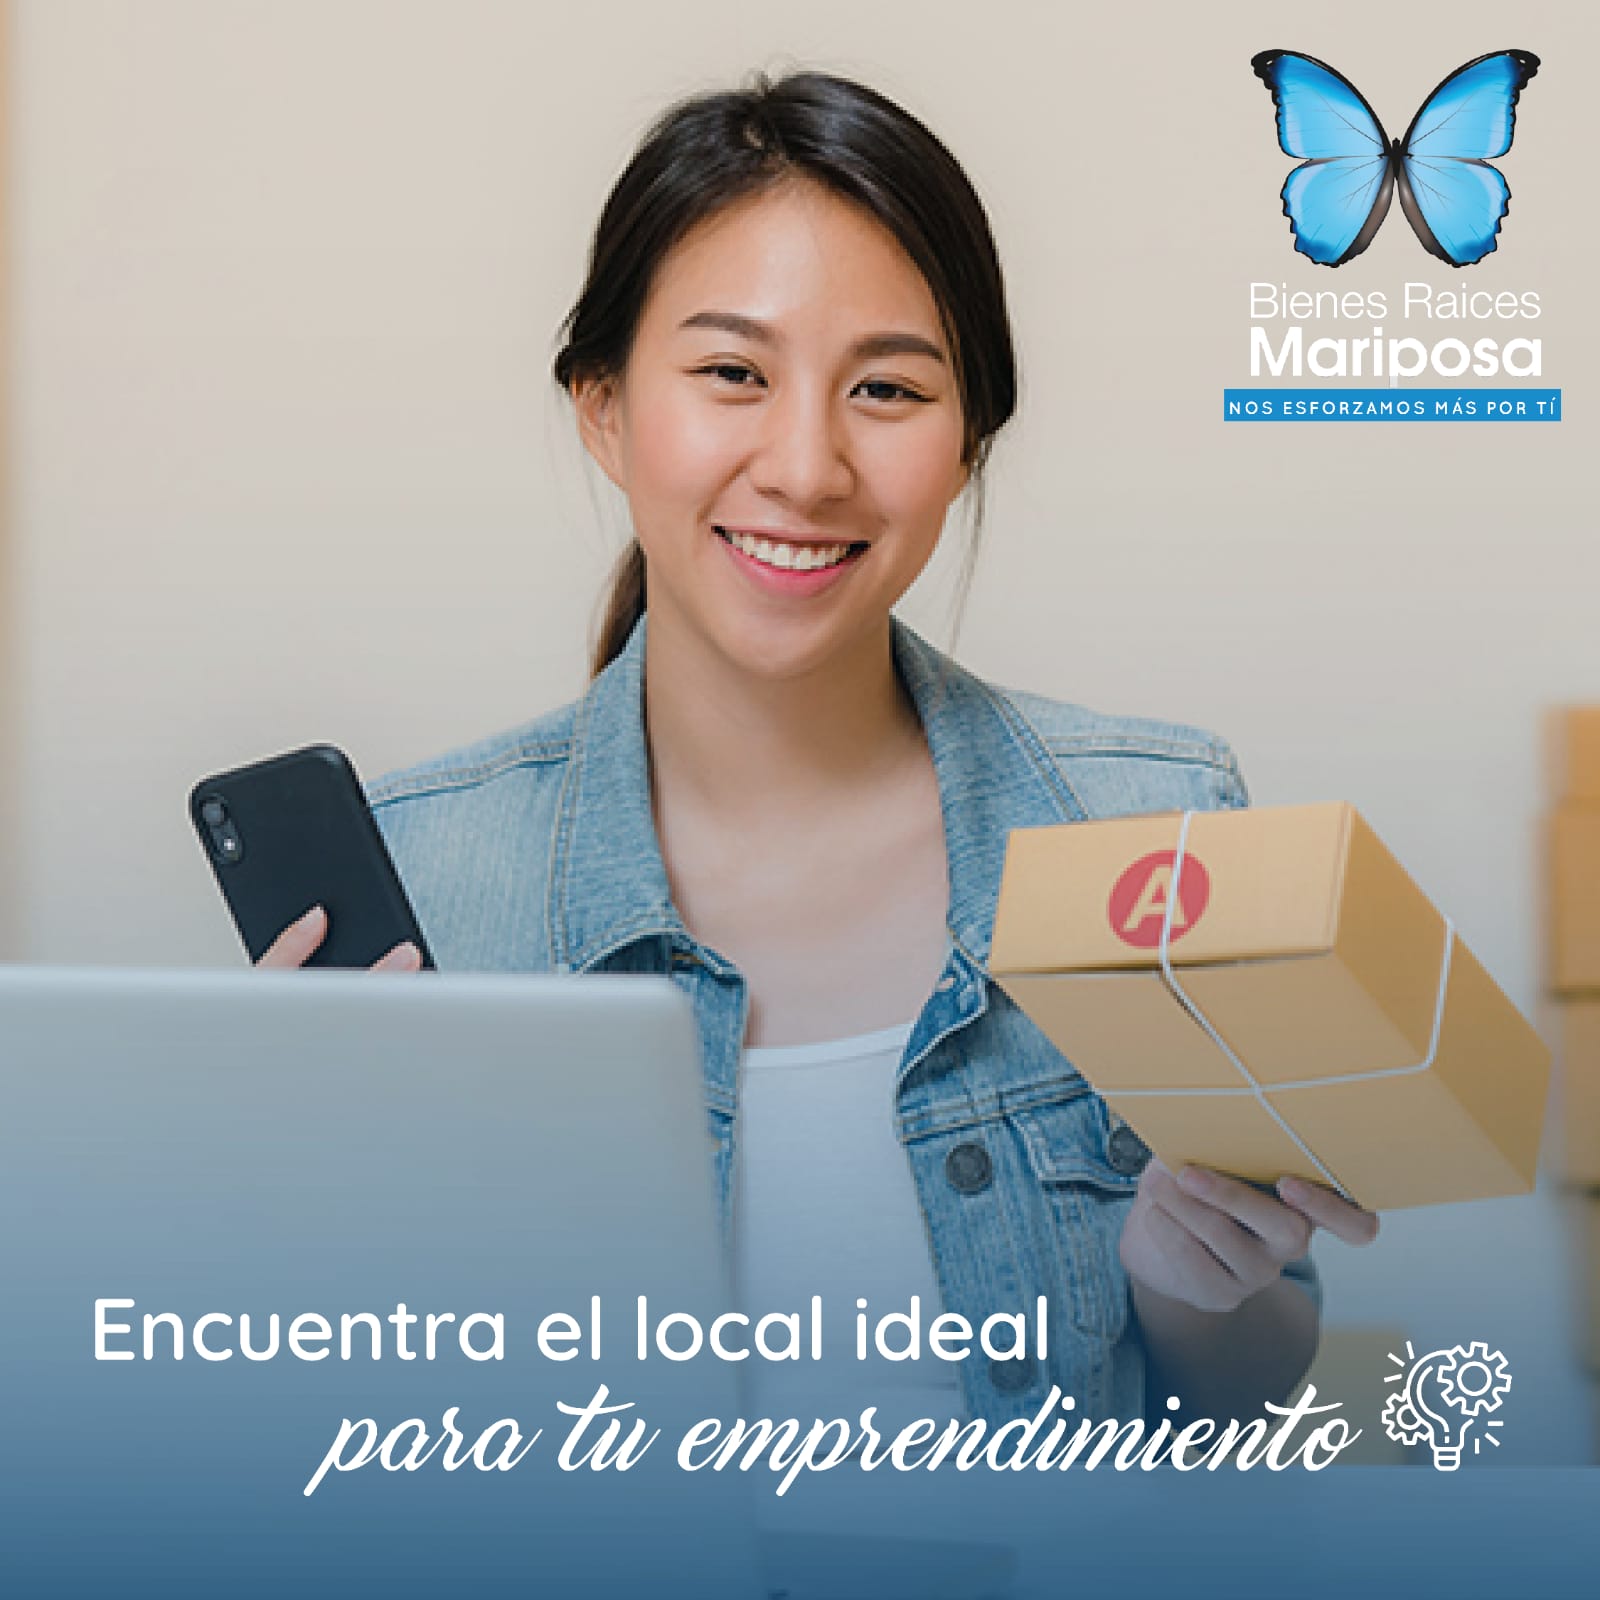 Bienes Raices
Mariposa
NOS ESFORZAMOS MÁS POR TÍ
A
Encuentra el local ideal
para tu emprendimiento